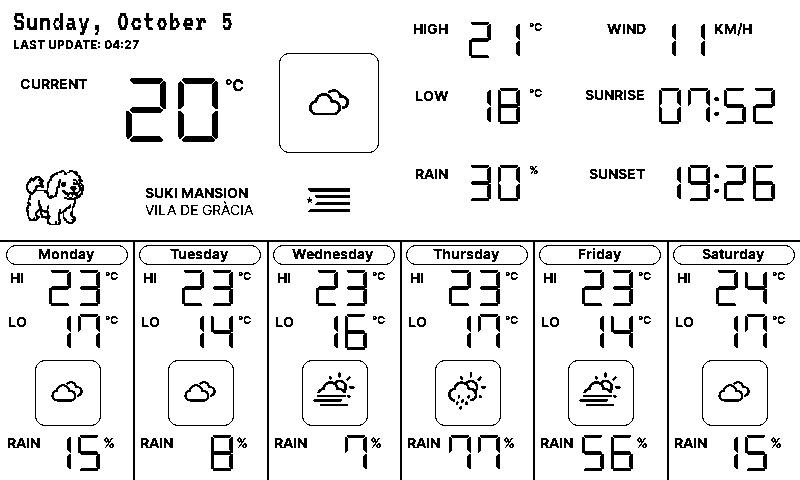 Sunday, October 5
LAST UPDATE: 04:27
CURRENT 20 °C
HIGH 21 °C
WIND 11 KM/H
LOW 18 °C
SUNRISE 07:52
RAIN 30 %
SUNSET 19:26
SUKI MANSION
VILA DE GRÀCIA
Monday
HI 23 °C
LO 17 °C
RAIN 15 %
Tuesday
HI 23 °C
LO 14 °C
RAIN 8 %
Wednesday
HI 23 °C
LO 16 °C
RAIN 7 %
Thursday
HI 23 °C
LO 17 °C
RAIN 77 %
Friday
HI 23 °C
LO 14 °C
RAIN 56 %
Saturday
HI 24 °C
LO 17 °C
RAIN 15 %